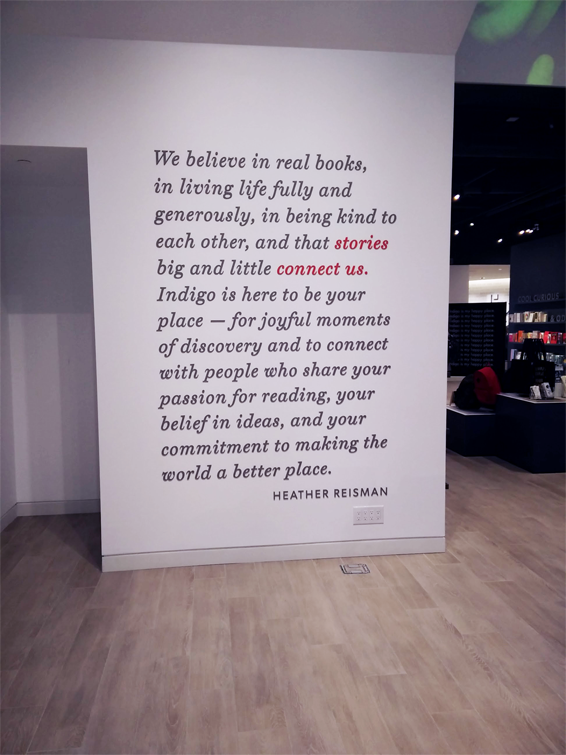 We believe in real books,
in living life fully and
generously, in being kind to
each other, and that stories
big and little connect us.
Indigo is here to be your
place — for joyful moments
of discovery and to connect
with people who share your
passion for reading, your
belief in ideas, and your
commitment to making the
world a better place.
HEATHER REISMAN
COOL CURIOUS